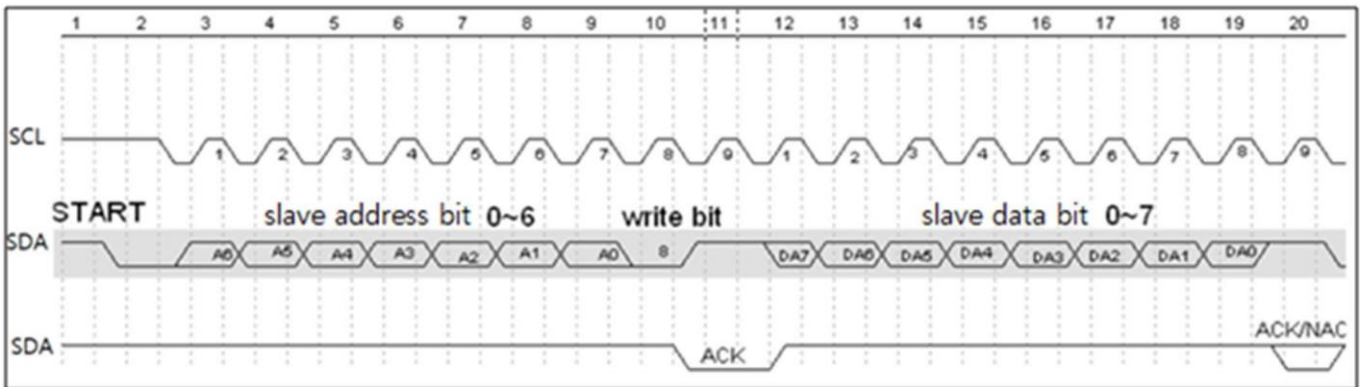 1 2 3 4 5 6 7 8 9 10 11 12 13 14 15 16 17 18 19 20
SCL 1 2 3 4 5 6 7 8 9 1 2 3 4 5 6 7 8 9
START slave address bit 0~6 write bit slave data bit 0~7
SDA A6 A5 A4 A3 A2 A1 A0 8 DA7 DA6 DA5 DA4 DA3 DA2 DA1 DA0
ACK/NAC
SDA ACK